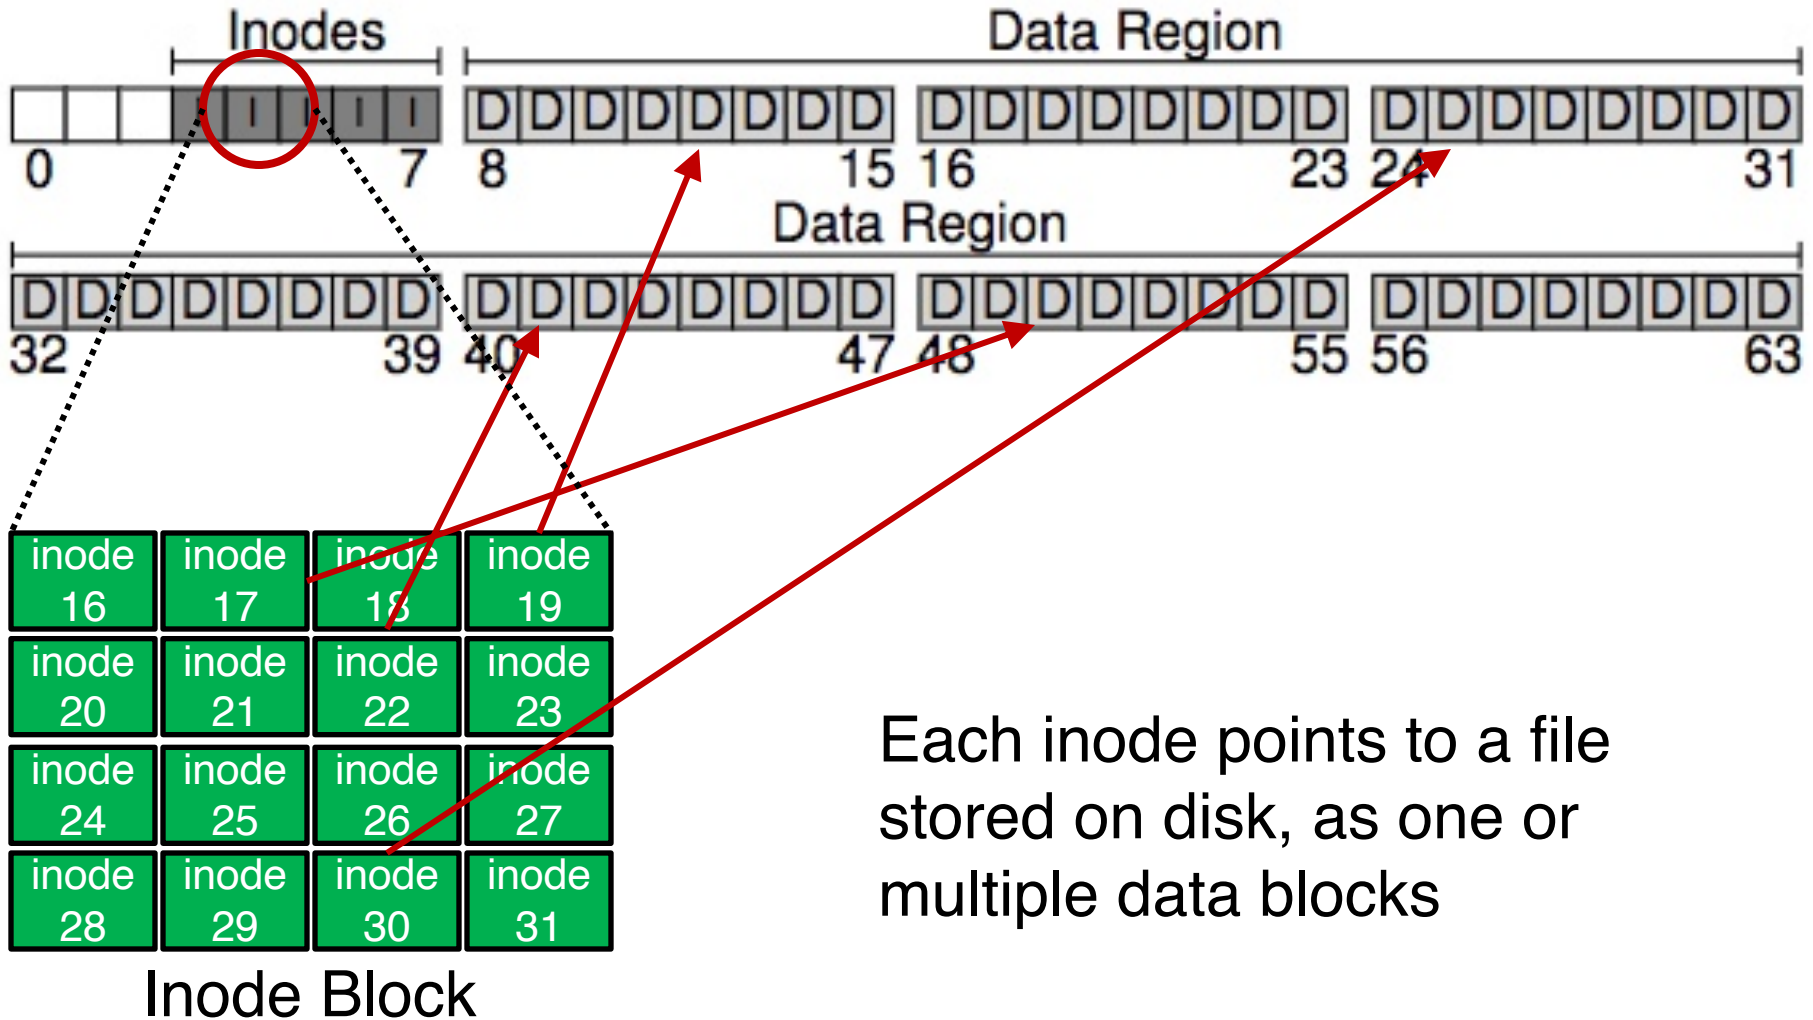 Inodes Data Region
I I I I I D D D D D D D D D D D D D D D D D D D D D D D D
0 7 8 15 16 23 24 31
Data Region
D D D D D D D D D D D D D D D D D D D D D D D D D D D D D D D D
32 39 40 47 48 55 56 63
inode inode inode inode
16 17 18 19
inode inode inode inode
20 21 22 23
inode inode inode inode
24 25 26 27
inode inode inode inode
28 29 30 31
Inode Block
Each inode points to a file
stored on disk, as one or
multiple data blocks